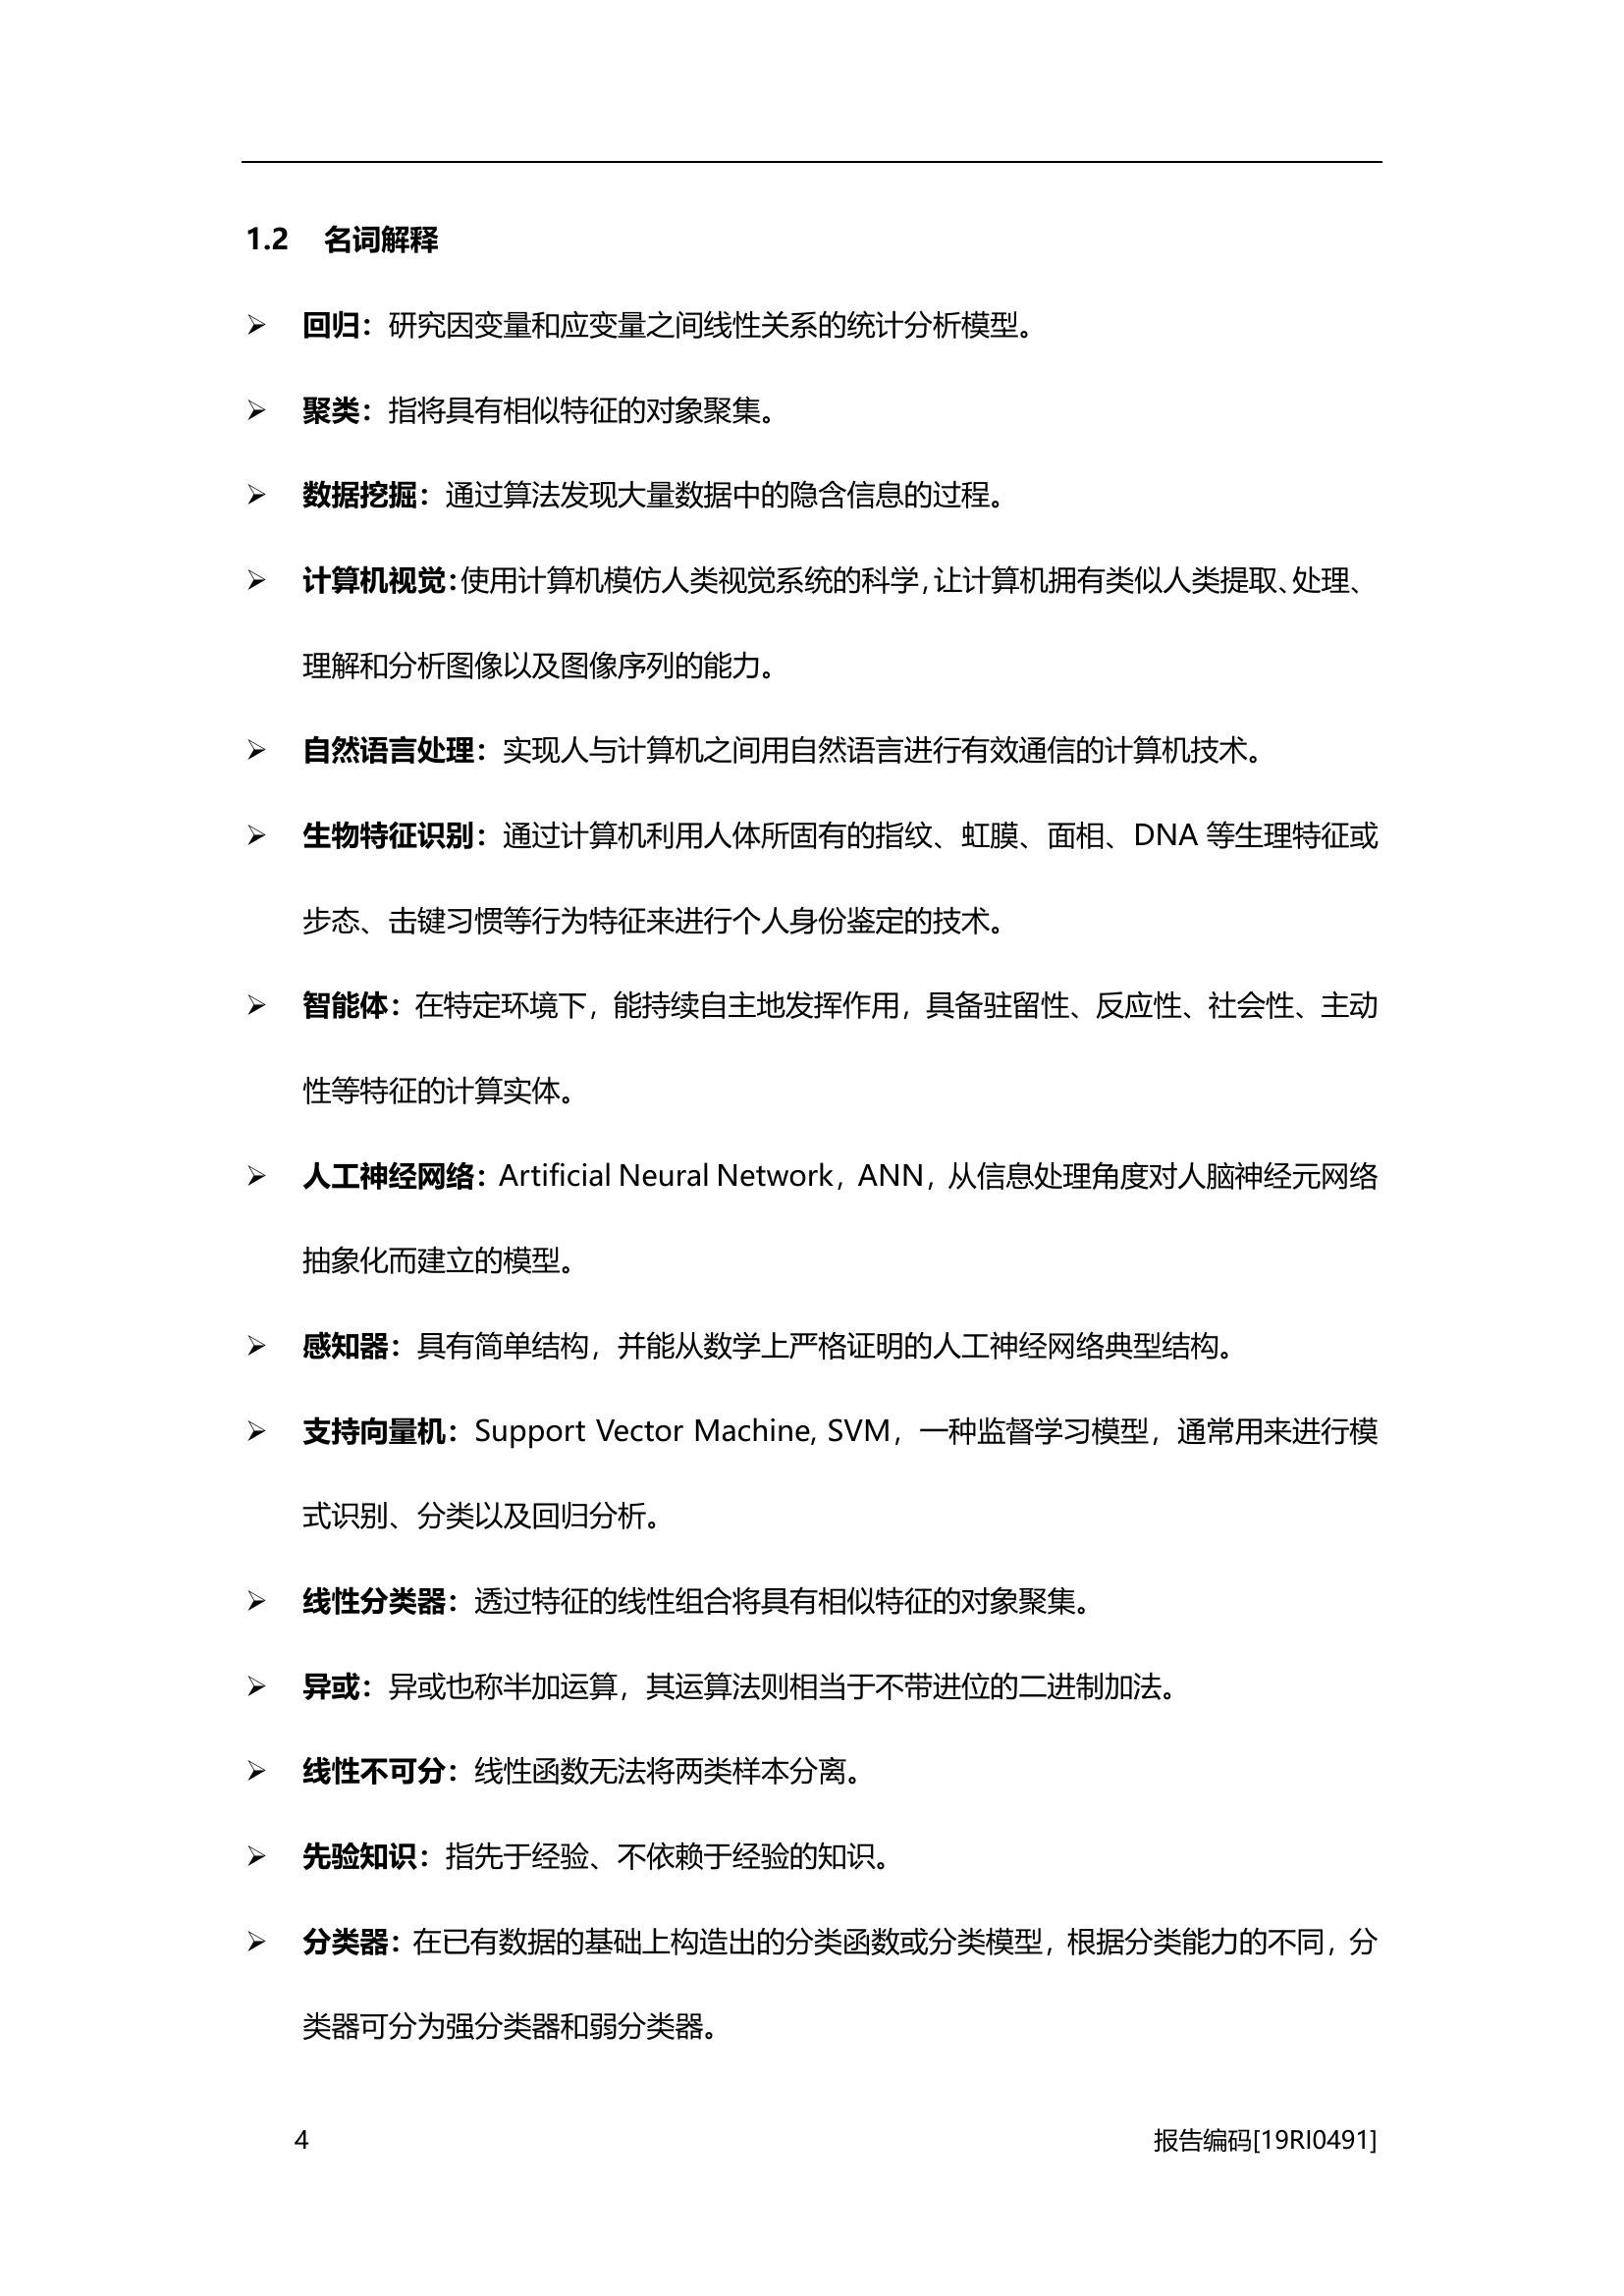 1.2 名词解释
➢ 回归：研究因变量和应变量之间线性关系的统计分析模型。
➢ 聚类：指将具有相似特征的对象聚集。
➢ 数据挖掘：通过算法发现大量数据中的隐含信息的过程。
➢ 计算机视觉：使用计算机模仿人类视觉系统的科学，让计算机拥有类似人类提取、处理、
理解和分析图像以及图像序列的能力。
➢ 自然语言处理：实现人与计算机之间用自然语言进行有效通信的计算机技术。
➢ 生物特征识别：通过计算机利用人体所固有的指纹、虹膜、面相、DNA 等生理特征或
步态、击键习惯等行为特征来进行个人身份鉴定的技术。
➢ 智能体：在特定环境下，能持续自主地发挥作用，具备驻留性、反应性、社会性、主动
性等特征的计算实体。
➢ 人工神经网络：Artificial Neural Network，ANN，从信息处理角度对人脑神经元网络
抽象化而建立的模型。
➢ 感知器：具有简单结构，并能从数学上严格证明的人工神经网络典型结构。
➢ 支持向量机：Support Vector Machine, SVM，一种监督学习模型，通常用来进行模
式识别、分类以及回归分析。
➢ 线性分类器：透过特征的线性组合将具有相似特征的对象聚集。
➢ 异或：异或也称半加运算，其运算法则相当于不带进位的二进制加法。
➢ 线性不可分：线性函数无法将两类样本分离。
➢ 先验知识：指先于经验、不依赖于经验的知识。
➢ 分类器：在已有数据的基础上构造出的分类函数或分类模型，根据分类能力的不同，分
类器可分为强分类器和弱分类器。
4 报告编码[19RI0491]